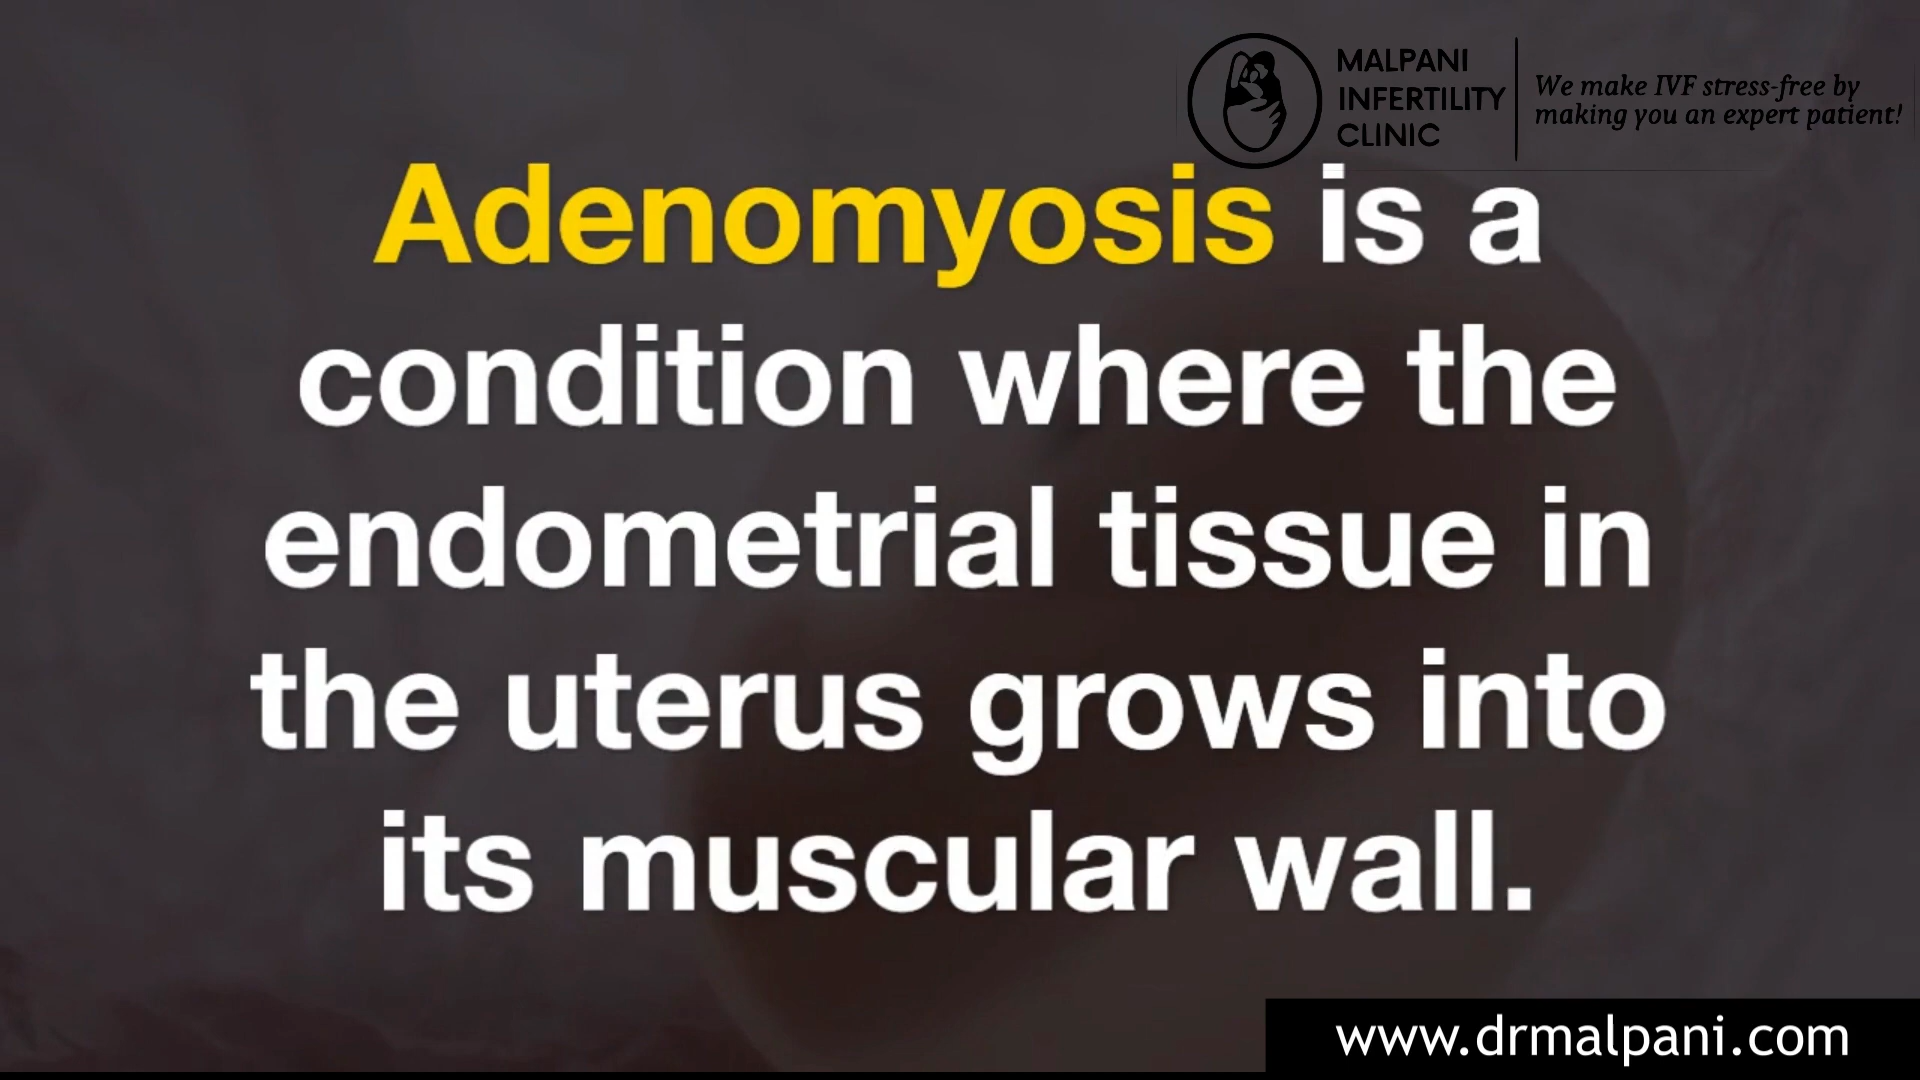 MALPANI
INFERTILITY
CLINIC
We make IVF stress-free by
making you an expert patient!
Adenomyosis is a
condition where the
endometrial tissue in
the uterus grows into
its muscular wall.
www.drmalpani.com